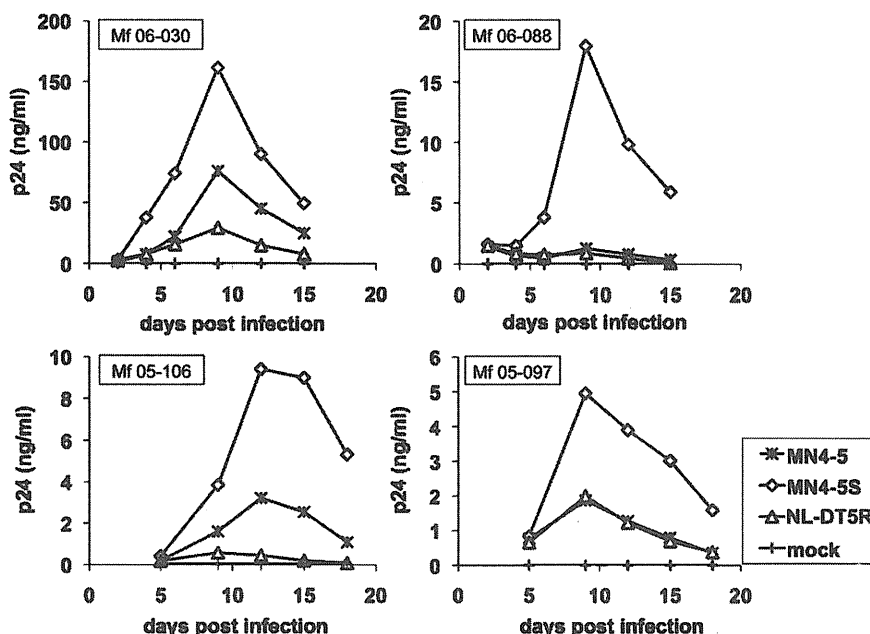 Mf 06-030
200
150
100
50
0
p24 (ng/ml)
0 5 10 15 20
days post infection
Mf 06-088
20
15
10
5
0
p24 (ng/ml)
0 5 10 15 20
days post infection
Mf 05-106
10
8
6
4
2
0
p24 (ng/ml)
0 5 10 15 20
days post infection
Mf 05-097
6
5
4
3
2
1
0
p24 (ng/ml)
0 5 10 15 20
days post infection
MN4-5
MN4-5S
NL-DT5R
mock